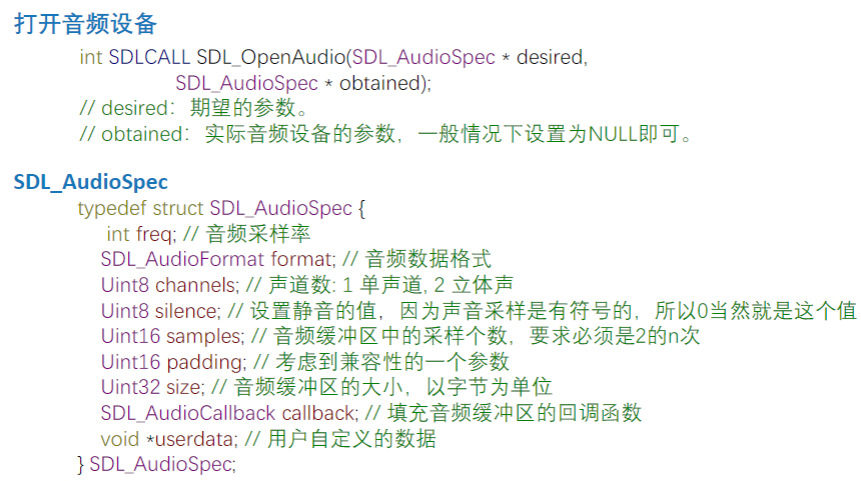 打开音频设备
int SDLCALL SDL_OpenAudio(SDL_AudioSpec * desired,
SDL_AudioSpec * obtained);
// desired：期望的参数。
// obtained：实际音频设备的参数，一般情况下设置为NULL即可。
SDL_AudioSpec
typedef struct SDL_AudioSpec {
int freq; // 音频采样率
SDL_AudioFormat format; // 音频数据格式
Uint8 channels; // 声道数: 1 单声道, 2 立体声
Uint8 silence; // 设置静音的值，因为声音采样是有符号的，所以0当然就是这个值
Uint16 samples; // 音频缓冲区中的采样个数，要求必须是2的n次
Uint16 padding; // 考虑到兼容性的一个参数
Uint32 size; // 音频缓冲区的大小，以字节为单位
SDL_AudioCallback callback; // 填充音频缓冲区的回调函数
void *userdata; // 用户自定义的数据
} SDL_AudioSpec;